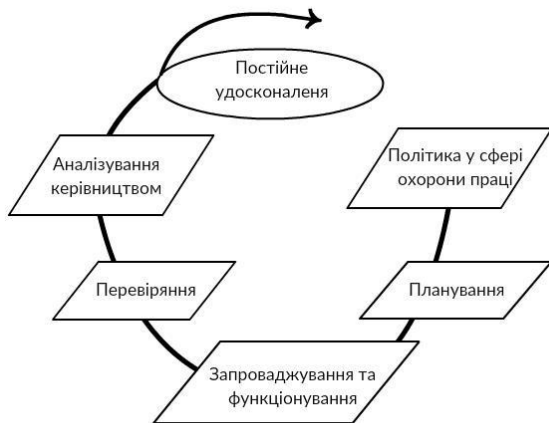 Постійне
удосконаленя
Аналізування
керівництвом
Політика у сфері
охорони праці
Перевіряння
Планування
Запроваджування та
функціонування